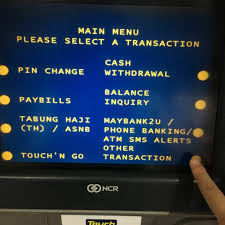 MAIN MENU
PLEASE SELECT A TRANSACTION
CASH
PIN CHANGE WITHDRAWAL
BALANCE
PAYBILLS INQUIRY
TABUNG HAJI MAYBANK2U /
(TH) / ASNB PHONE BANKING/
ATM SMS ALERTS
OTHER
TOUCH'N GO TRANSACTION
NCR
Touch